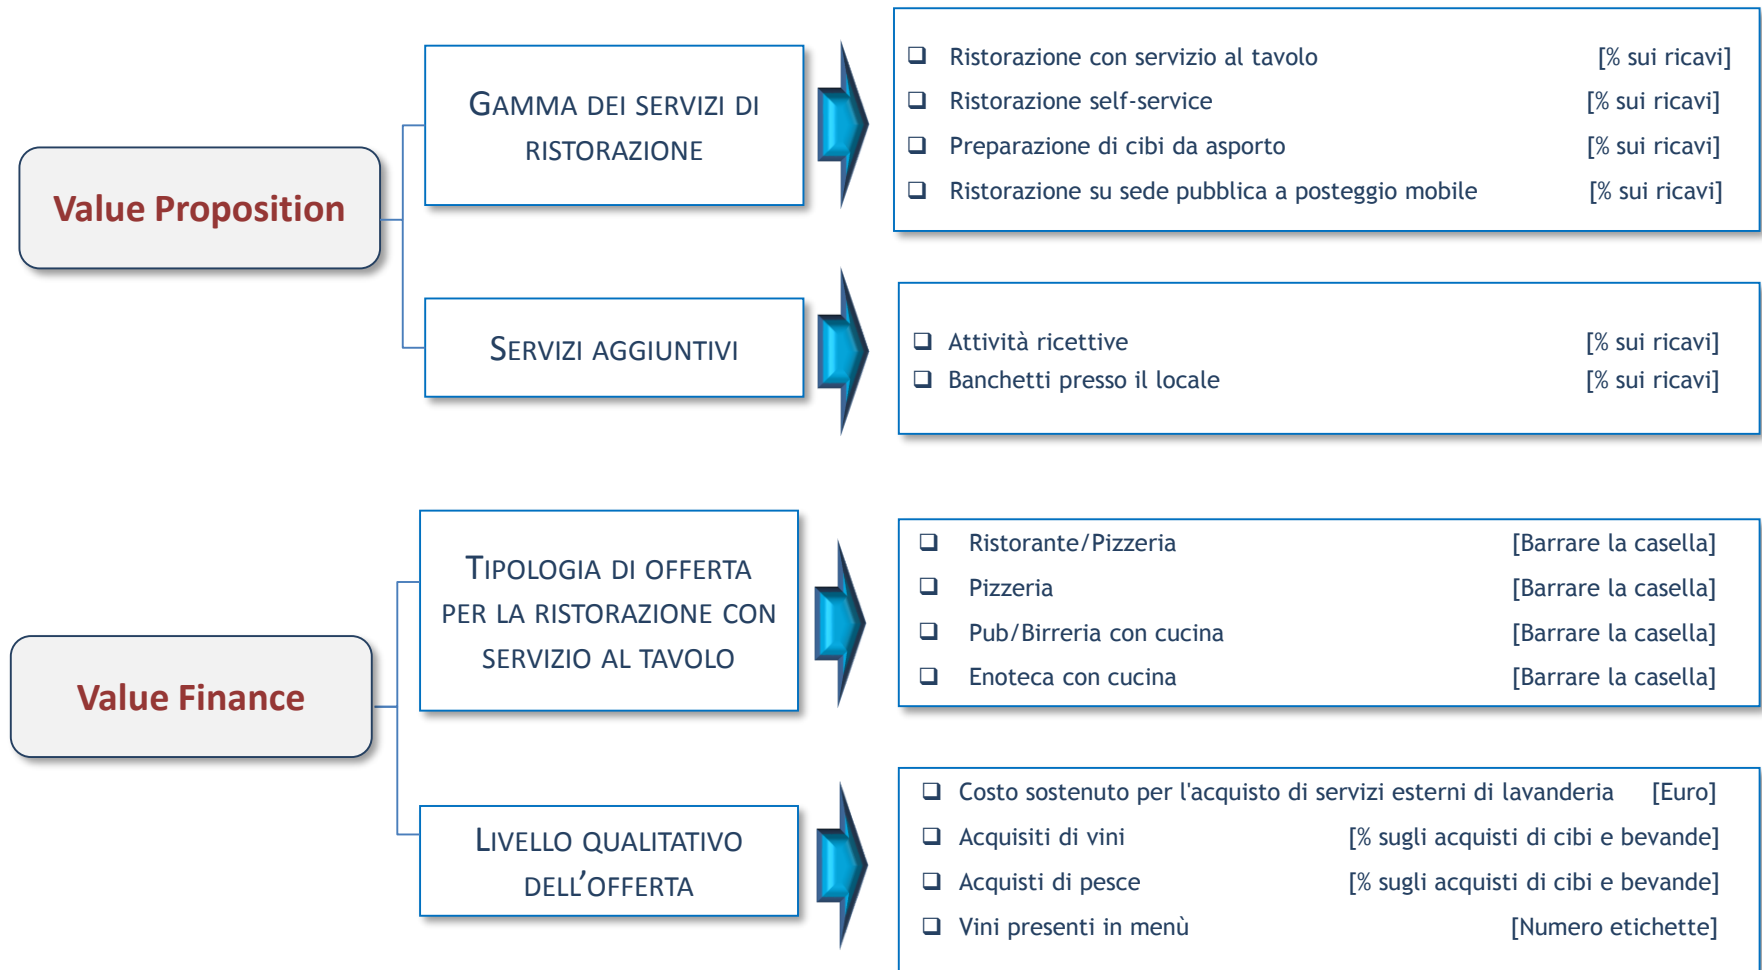 Value Proposition
GAMMA DEI SERVIZI DI
RISTORAZIONE
❑ Ristorazione con servizio al tavolo [% sui ricavi]
❑ Ristorazione self-service [% sui ricavi]
❑ Preparazione di cibi da asporto [% sui ricavi]
❑ Ristorazione su sede pubblica a posteggio mobile [% sui ricavi]
SERVIZI AGGIUNTIVI
❑ Attività ricettive [% sui ricavi]
❑ Banchetti presso il locale [% sui ricavi]
Value Finance
TIPOLOGIA DI OFFERTA
PER LA RISTORAZIONE CON
SERVIZIO AL TAVOLO
❑ Ristorante/Pizzeria [Barrare la casella]
❑ Pizzeria [Barrare la casella]
❑ Pub/Birreria con cucina [Barrare la casella]
❑ Enoteca con cucina [Barrare la casella]
LIVELLO QUALITATIVO
DELL'OFFERTA
❑ Costo sostenuto per l'acquisto di servizi esterni di lavanderia [Euro]
❑ Acquisiti di vini [% sugli acquisti di cibi e bevande]
❑ Acquisti di pesce [% sugli acquisti di cibi e bevande]
❑ Vini presenti in menù [Numero etichette]